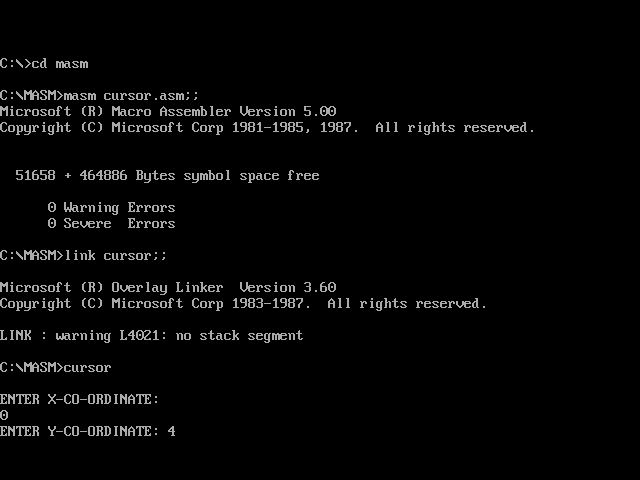 C:\>cd masm
C:\MASM>masm cursor.asm;;
Microsoft (R) Macro Assembler Version 5.00
Copyright (C) Microsoft Corp 1981-1985, 1987.  All rights reserved.
51658 + 464886 Bytes symbol space free
0 Warning Errors
0 Severe  Errors
C:\MASM>link cursor;;
Microsoft (R) Overlay Linker  Version 3.60
Copyright (C) Microsoft Corp 1983-1987.  All rights reserved.
LINK : warning L4021: no stack segment
C:\MASM>cursor
ENTER X-CO-ORDINATE:
0
ENTER Y-CO-ORDINATE: 4